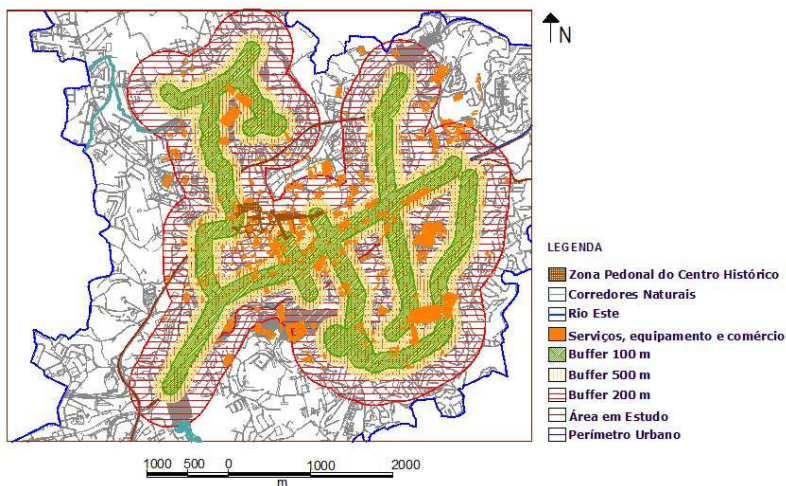 N
LEGENDA
Zona Pedonal do Centro Histórico
Corredores Naturais
Rio Este
Serviços, equipamento e comércio
Buffer 100 m
Buffer 500 m
Buffer 200 m
Área em Estudo
Perímetro Urbano
1000 500 0 1000 2000
m